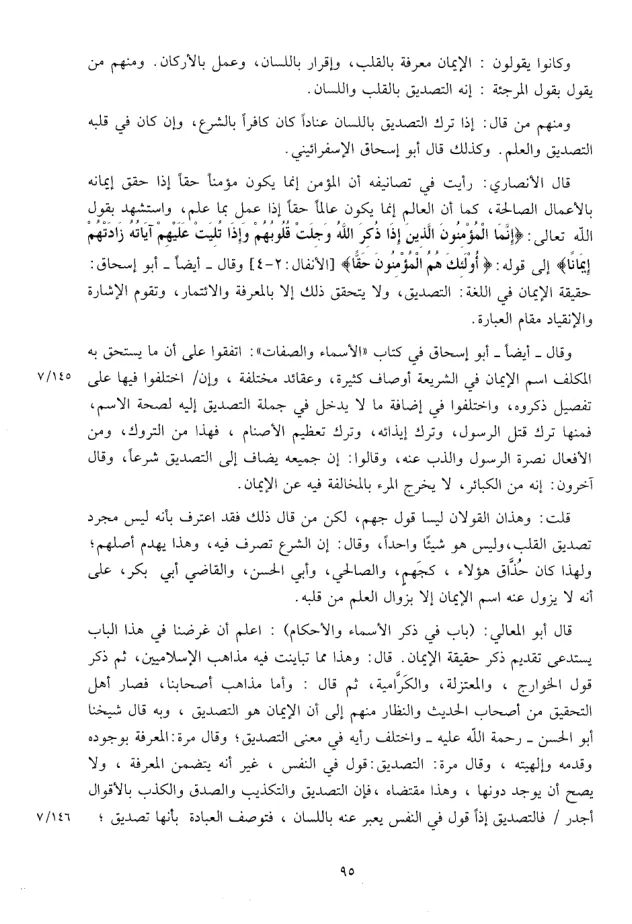 وكانوا يقولون : الإيمان معرفة بالقلب، وإقرار باللسان، وعمل بالأركان. ومنهم من
يقول بقول المرجئة : إنه التصديق بالقلب واللسان.
ومنهم من قال: إذا ترك التصديق باللسان عناداً كان كافراً بالشرع، وإن كان في قلبه
التصديق والعلم. وكذلك قال أبو إسحاق الإسفرائيني.
قال الأنصاري: رأيت في تصانيفه أن المؤمن إنما يكون مؤمناً حقاً إذا حقق إيمانه
بالأعمال الصالحة، كما أن العالم إنما يكون عالماً حقاً إذا عمل بما علم، واستشهد بقول
اللّه تعالى:﴿إِنَّمَا الْمُؤْمِنُونَ الَّذِينَ إِذَا ذُكِرَ اللَّهُ وَجِلَتْ قُلُوبُهُمْ وَإِذَا تُلِيَتْ عَلَيْهِمْ آيَاتُهُ زَادَتْهُمْ
إِيمَانًا﴾ إلى قوله:﴿ أُوْلَئِكَ هُمُ الْمُؤْمِنُونَ حَقًّا﴾ [الأنفال:٢-٤] وقال ـ أيضاً ـ أبو إسحاق:
حقيقة الإيمان في اللغة: التصديق، ولا يتحقق ذلك إلا بالمعرفة والائتمار، وتقوم الإشارة
والإنقياد مقام العبارة.
وقال ـ أيضاً ـ أبو إسحاق في كتاب «الأسماء والصفات»: اتفقوا على أن ما يستحق به
المكلف اسم الإيمان في الشريعة أوصاف كثيرة، وعقائد مختلفة ، وإن/ اختلفوا فيها على ٧/١٤٥
تفصيل ذكروه، واختلفوا في إضافة ما لا يدخل في جملة التصديق إليه لصحة الاسم،
فمنها ترك قتل الرسول، وترك إيذائه، وترك تعظيم الأصنام ، فهذا من التروك، ومن
الأفعال نصرة الرسول والذب عنه، وقالوا: إن جميعه يضاف إلى التصديق شرعاً، وقال
آخرون: إنه من الكبائر، لا يخرج المرء بالمخالفة فيه عن الإيمان.
قلت: وهذان القولان ليسا قول جهم، لكن من قال ذلك فقد اعترف بأنه ليس مجرد
تصديق القلب،وليس هو شيئًا واحداً، وقال: إن الشرع تصرف فيه، وهذا يهدم أصلهم؛
ولهذا كان حُذَّاق هؤلاء ، كجَهمٍ، والصالحي، وأبي الحسن، والقاضي أبي بكر، على
أنه لا يزول عنه اسم الإيمان إلا بزوال العلم من قلبه.
قال أبو المعالي: (باب في ذكر الأسماء والأحكام) : اعلم أن غرضنا في هذا الباب
يستدعى تقديم ذكر حقيقة الإيمان. قال: وهذا مما تباينت فيه مذاهب الإسلاميين، ثم ذكر
قول الخوارج ، والمعتزلة، والكَرَّامية، ثم قال : وأما مذاهب أصحابنا، فصار أهل
التحقيق من أصحاب الحديث والنظار منهم إلى أن الإيمان هو التصديق ، وبه قال شيخنا
أبو الحسن ـ رحمة اللّه عليه ـ واختلف رأيه في معنى التصديق؛ وقال مرة:المعرفة بوجوده
وقدمه وإلهيته ، وقال مرة: التصديق:قول في النفس ، غير أنه يتضمن المعرفة ، ولا
يصح أن يوجد دونها ، وهذا مقتضاه ،فإن التصديق والتكذيب والصدق والكذب بالأقوال
أجدر / فالتصديق إذاً قول في النفس يعبر عنه باللسان ، فتوصف العبادة بأنها تصديق ؛ ٧/١٤٦
٩٥